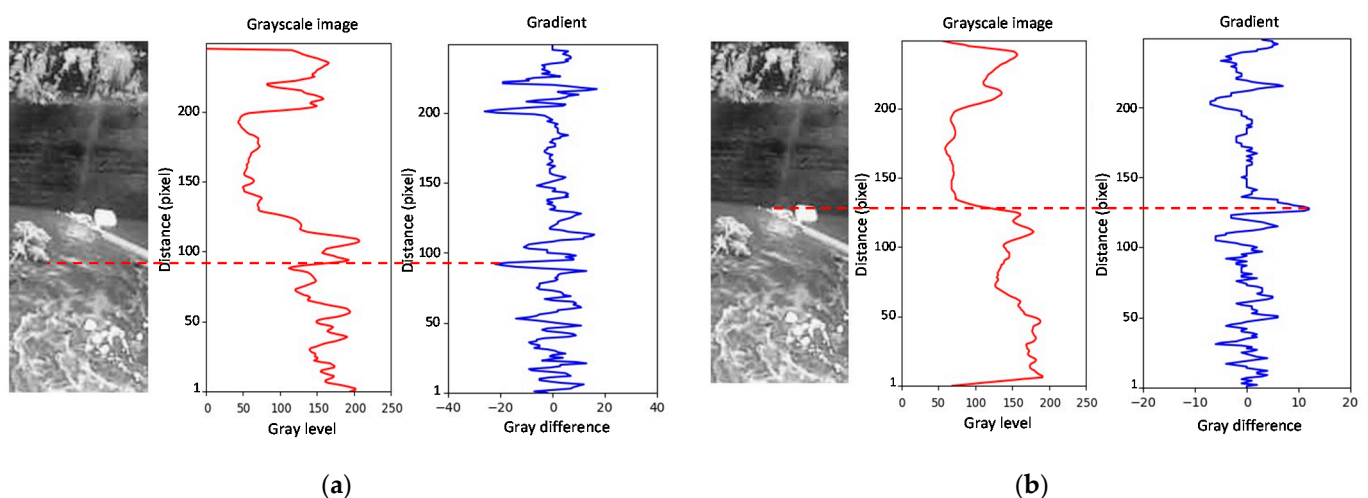 Grayscale image
Gradient
Distance (pixel)
200
150
100
50
1
0 50 100 150 200 250
Gray level
Distance (pixel)
200
150
100
50
1
−40 −20 0 20 40
Gray difference
(a)
Grayscale image
Gradient
Distance (pixel)
200
150
100
50
1
0 50 100 150 200 250
Gray level
Distance (pixel)
200
150
100
50
1
−20 −10 0 10 20
Gray difference
(b)